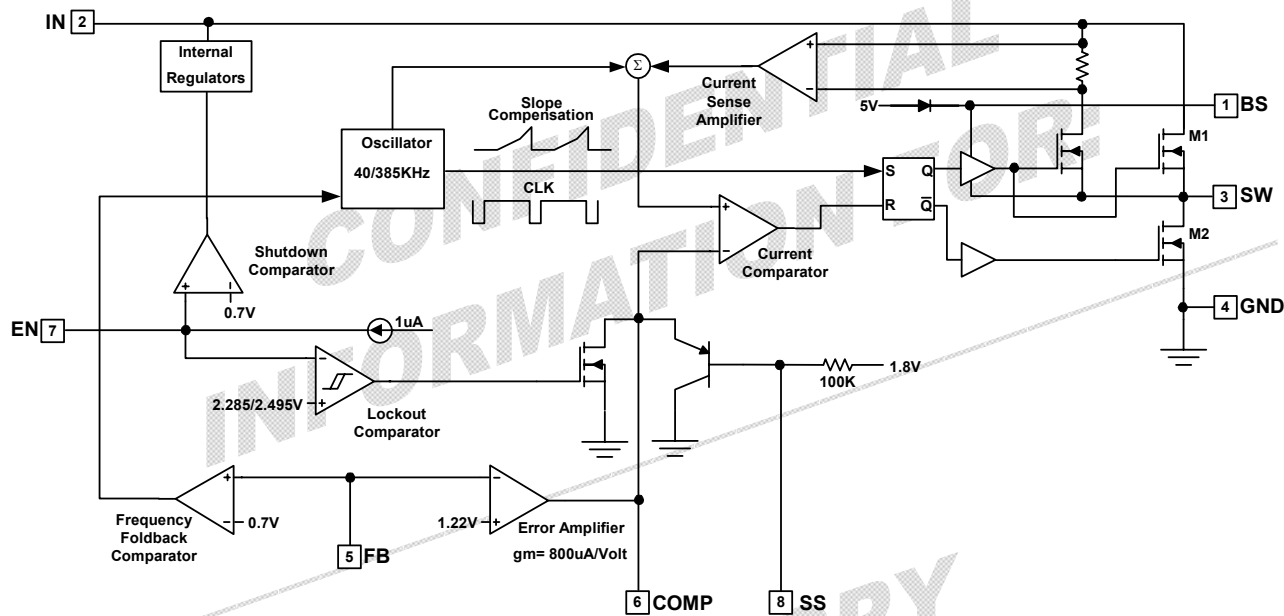 IN 2
Internal
Regulators
Σ
+
−
Current
Sense
Amplifier
5V
1 BS
Slope
Compensation
Oscillator
40/385KHz
CLK
S Q
R Q̅
M1
3 SW
M2
+
−
Current
Comparator
Shutdown
Comparator
+ −
0.7V
4 GND
EN 7
1uA
−
+
2.285/2.495V
Lockout
Comparator
100K
1.8V
+
−
0.7V
Frequency
Foldback
Comparator
−
+
1.22V
Error Amplifier
gm= 800uA/Volt
5 FB
6 COMP
8 SS
CONFIDENTIAL
INFORMATION FOR: